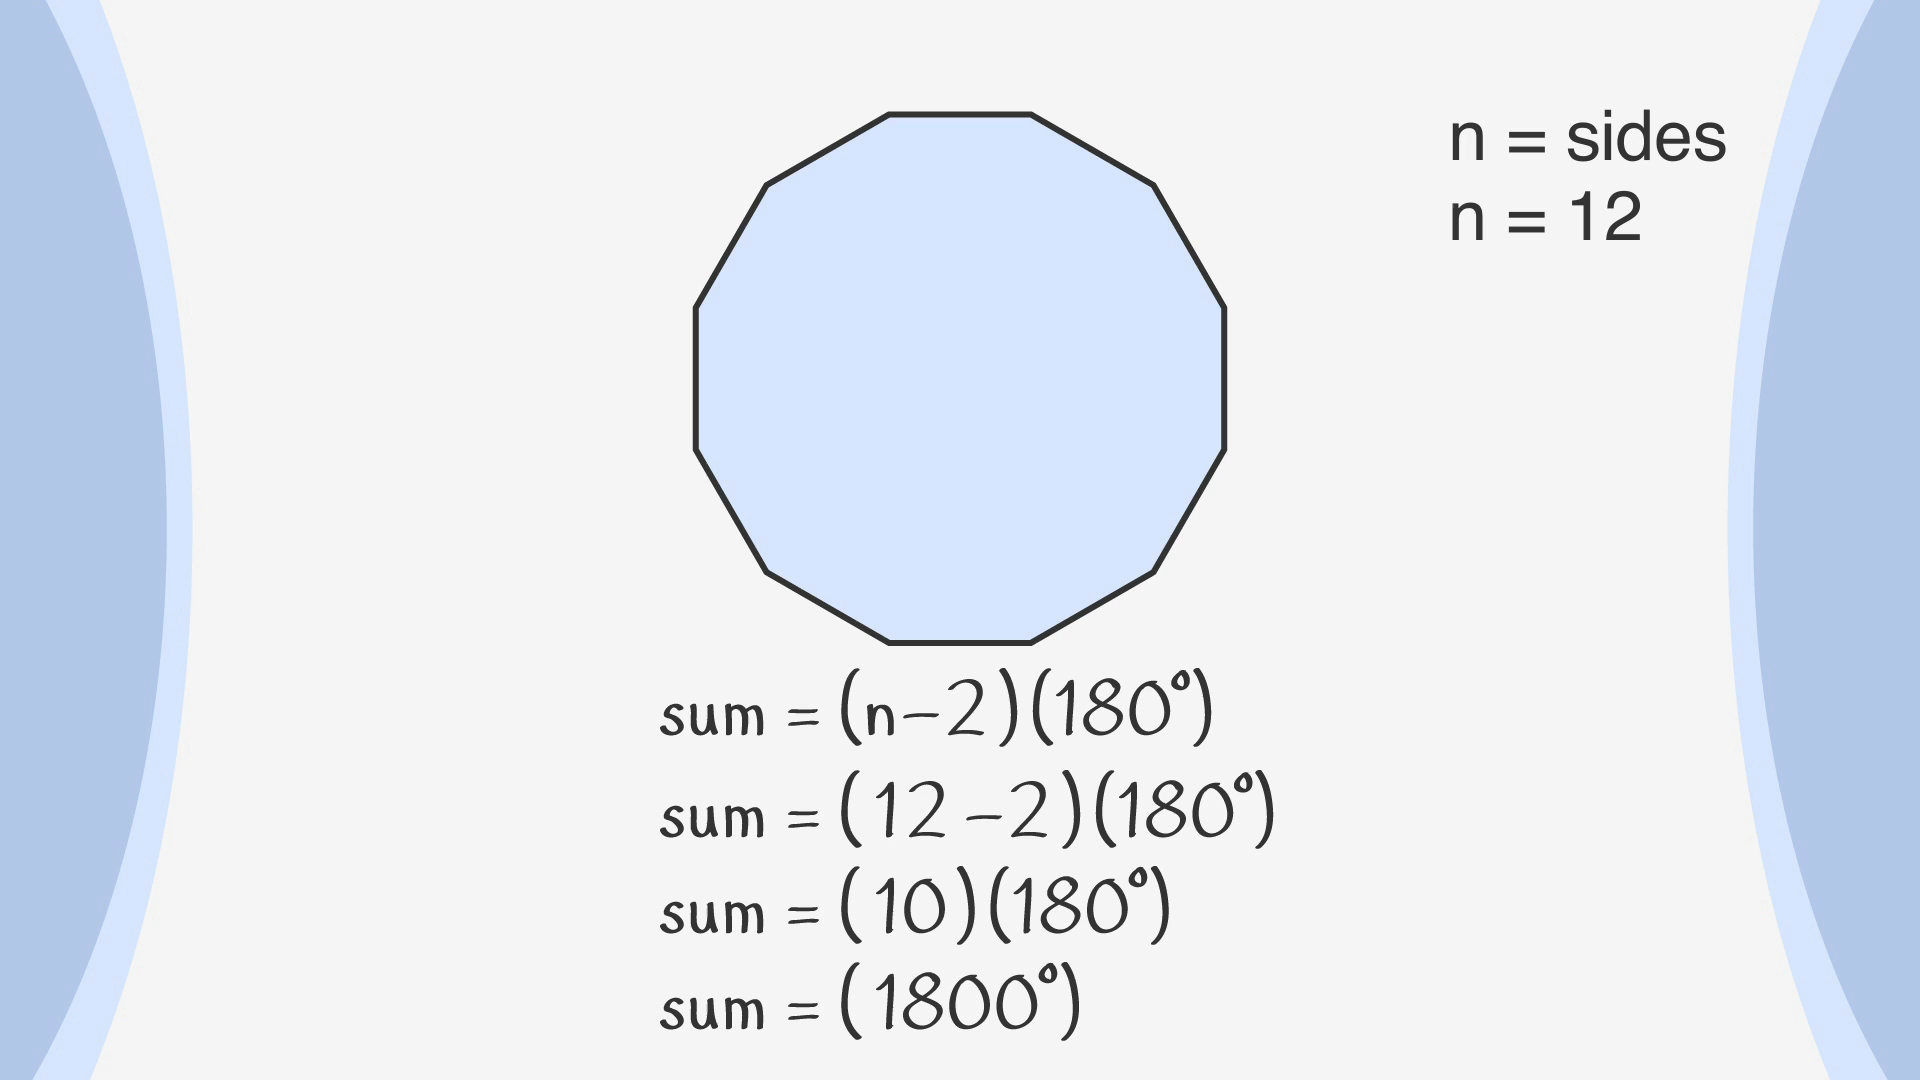 n = sides
n = 12
sum = (n-2)(180°)
sum = (12-2)(180°)
sum = (10)(180°)
sum = (1800°)